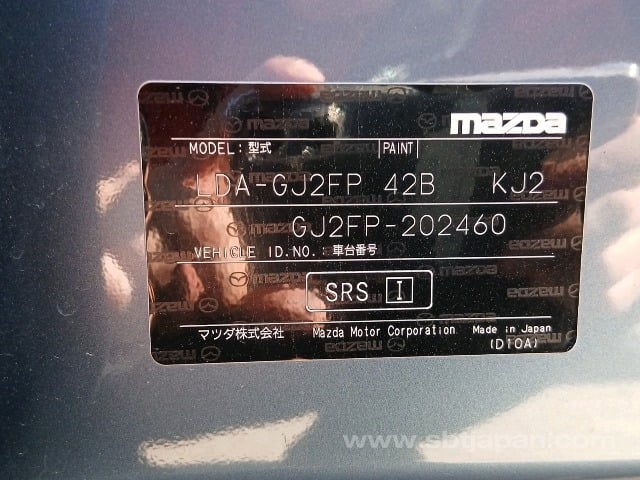 mazda
MODEL: 型式 PAINT
LDA-GJ2FP 42B KJ2
GJ2FP-202460
VEHICLE ID.NO.: 車台番号
SRS I
マツダ株式会社 Mazda Motor Corporation Made in Japan
(D10A)
www.sbtjapan.com